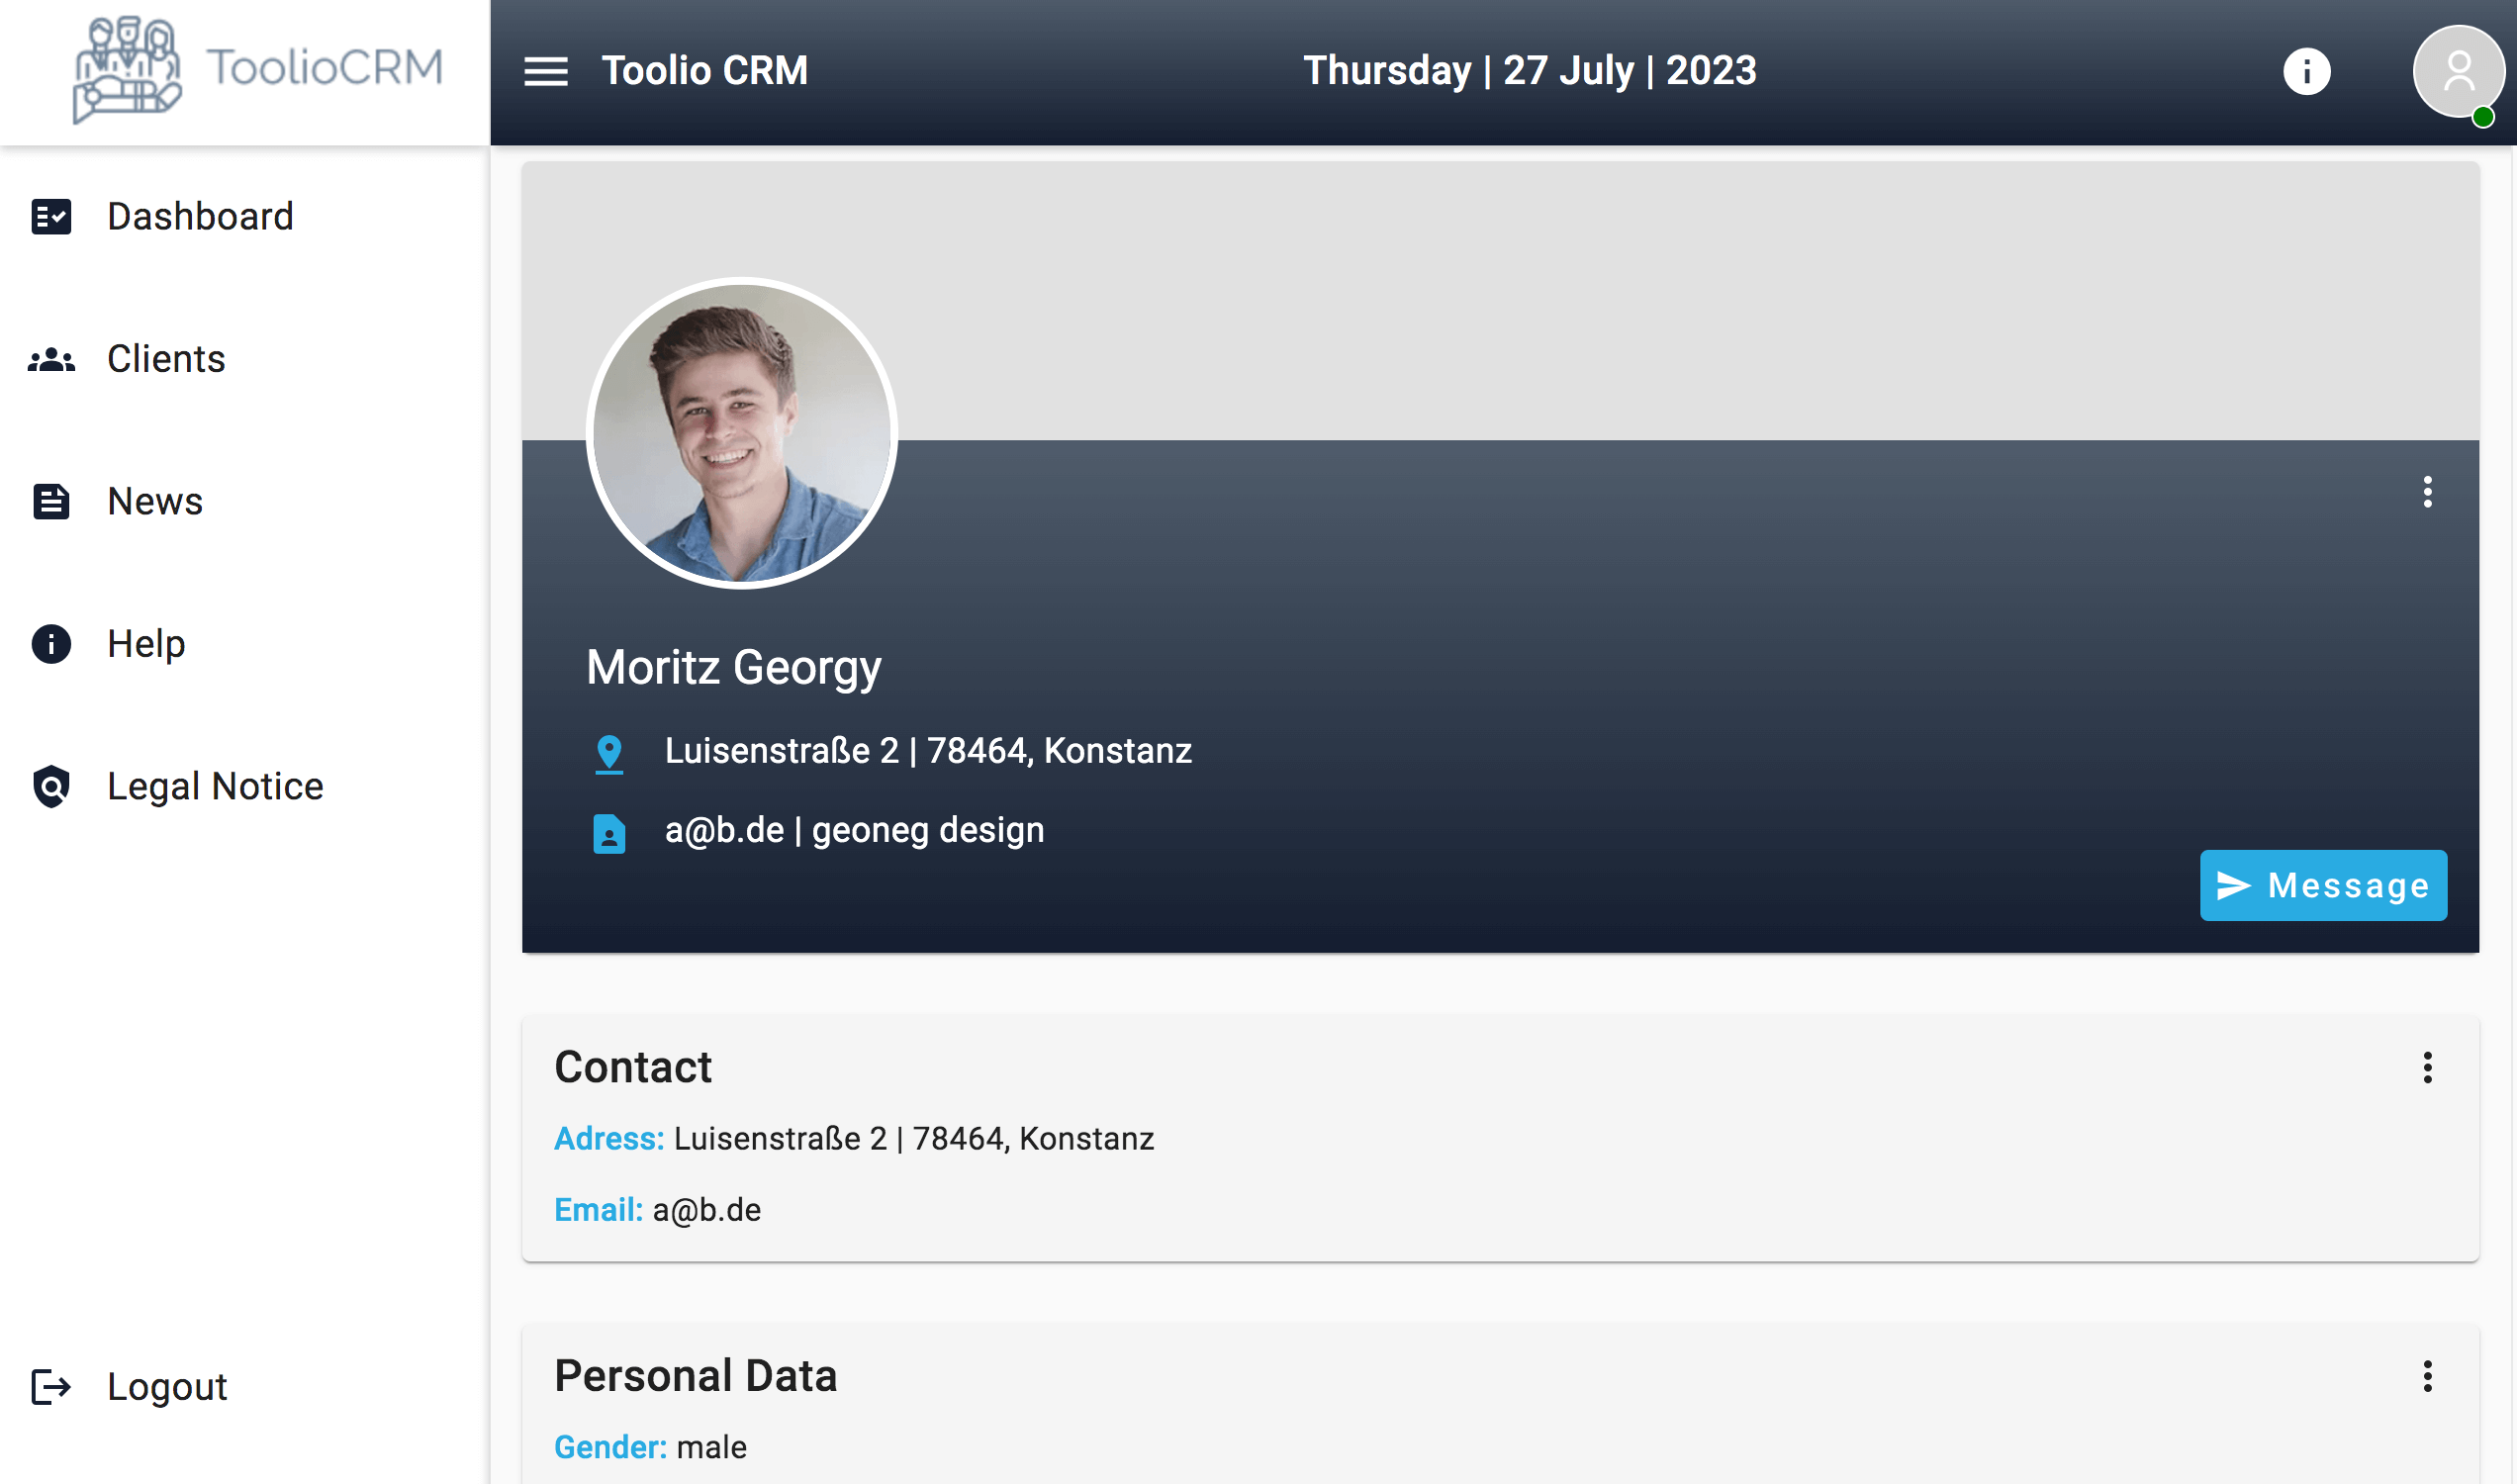 ToolioCRM
Toolio CRM
Thursday | 27 July | 2023
Dashboard
Clients
News
Help
Legal Notice
Logout
Moritz Georgy
Luisenstraße 2 | 78464, Konstanz
a@b.de | geoneg design
Message
Contact
Adress: Luisenstraße 2 | 78464, Konstanz
Email: a@b.de
Personal Data
Gender: male